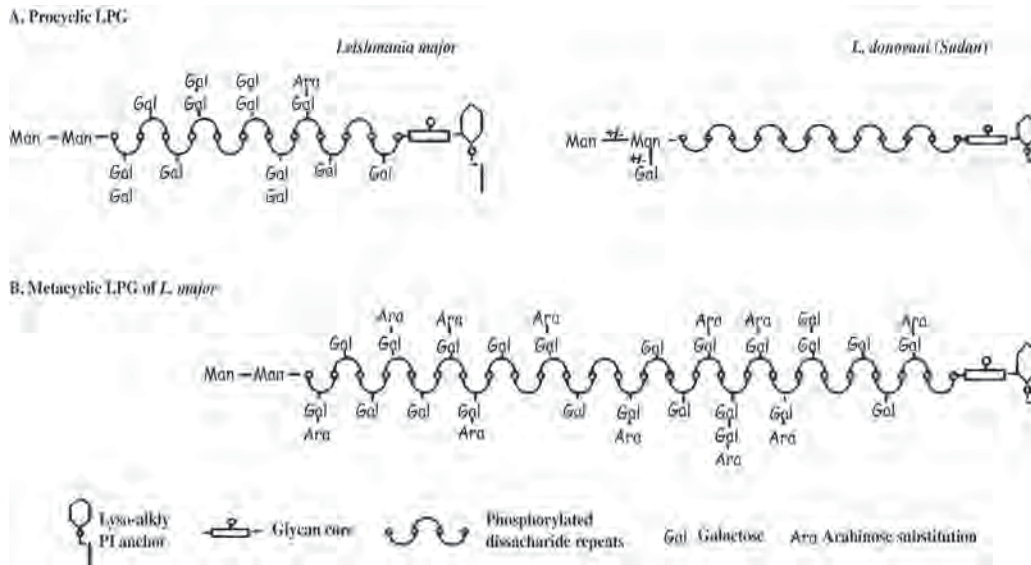 A. Procyclic LPG
Leishmania major
L. donovani (Sudan)
Gal Gal Ara
Gal Gal Gal Gal
Man – Man –
Gal Gal Gal Gal Gal
Gal Gal
Man +/- Man –
+/-
Gal
B. Metacyclic LPG of L. major
Ara Ara Ara Ara Ara Gal Ara
Gal Gal Gal Gal Gal Gal Gal Gal Gal Gal Gal
Man – Man –
Gal Gal Gal Gal Gal Gal Gal Gal Gal Gal
Ara Ara Ara Gal Ara
Ara
Lyso-alkly
PI anchor
Glycan core
Phosphorylated
dissacharide repeats
Gal Galactose
Ara Arabinose substitution